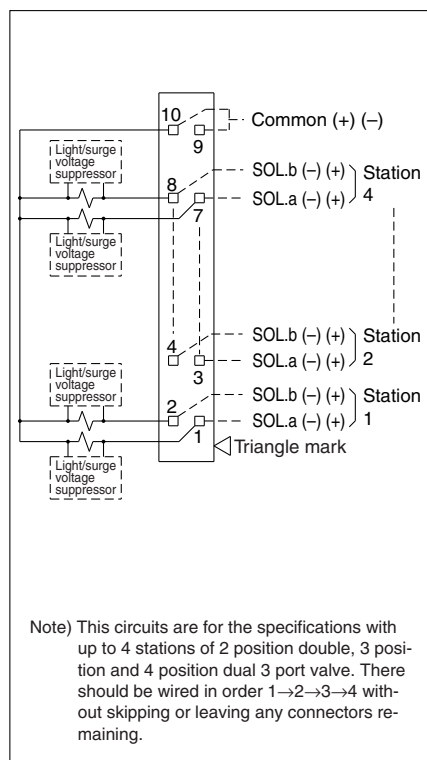 10
Common (+) (–)
9
Light/surge
voltage
suppressor
8
SOL.b (–) (+)
Station
SOL.a (–) (+)
4
7
Light/surge
voltage
suppressor
4
SOL.b (–) (+)
Station
SOL.a (–) (+)
2
3
Light/surge
voltage
suppressor
2
SOL.b (–) (+)
Station
SOL.a (–) (+)
1
1
Triangle mark
Light/surge
voltage
suppressor
Note) This circuits are for the specifications with
up to 4 stations of 2 position double, 3 posi-
tion and 4 position dual 3 port valve. There
should be wired in order 1→2→3→4 with-
out skipping or leaving any connectors re-
maining.